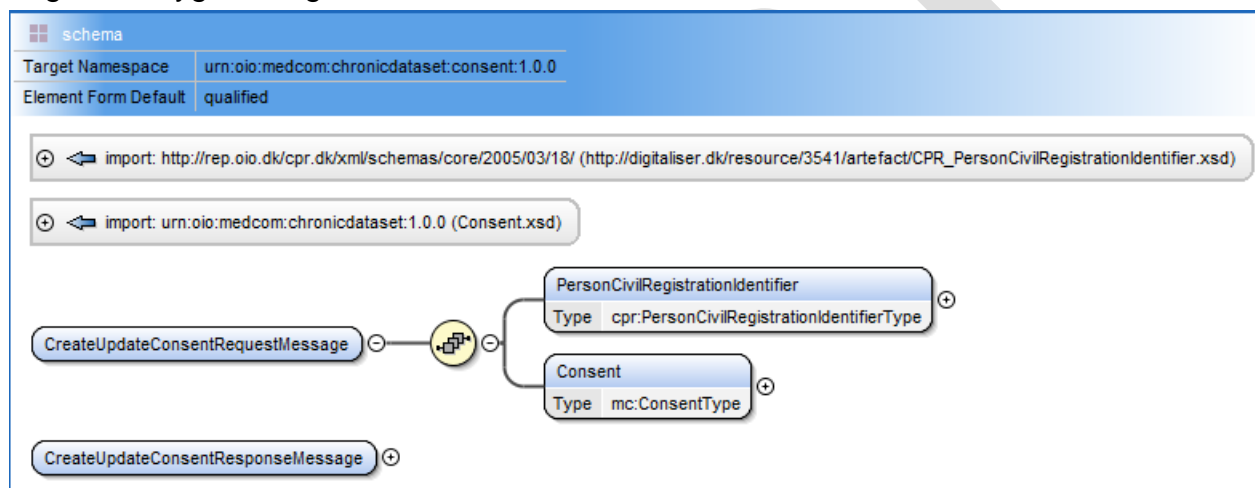 schema
Target Namespace urn:oio:medcom:chronicdataset:consent:1.0.0
Element Form Default qualified
import: http://rep.oio.dk/cpr.dk/xml/schemas/core/2005/03/18/ (http://digitaliser.dk/resource/3541/artefact/CPR_PersonCivilRegistrationIdentifier.xsd)
import: urn:oio:medcom:chronicdataset:1.0.0 (Consent.xsd)
PersonCivilRegistrationIdentifier
Type cpr:PersonCivilRegistrationIdentifierType
CreateUpdateConsentRequestMessage
Consent
Type mc:ConsentType
CreateUpdateConsentResponseMessage